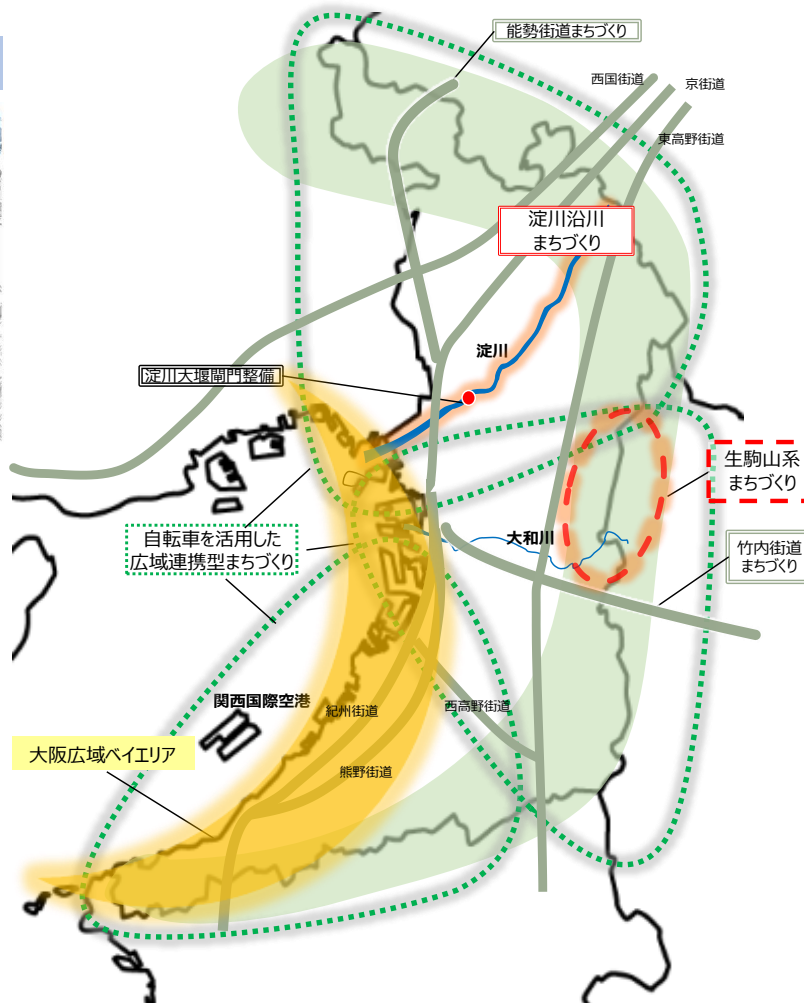 能勢街道まちづくり
西国街道
京街道
東高野街道
淀川沿川
まちづくり
淀川
淀川大堰閘門整備
生駒山系
まちづくり
自転車を活用した
広域連携型まちづくり
大和川
竹内街道
まちづくり
関西国際空港
紀州街道
西高野街道
大阪広域ベイエリア
熊野街道